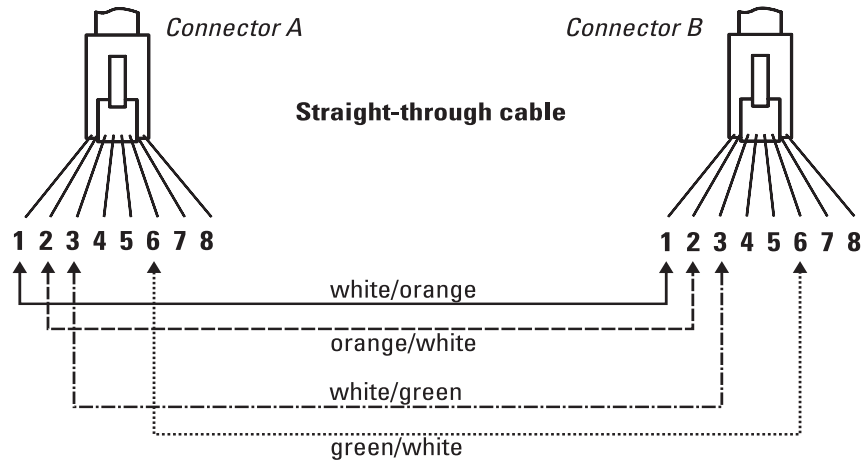 Connector A
Connector B
Straight-through cable
1 2 3 4 5 6 7 8
1 2 3 4 5 6 7 8
white/orange
orange/white
white/green
green/white